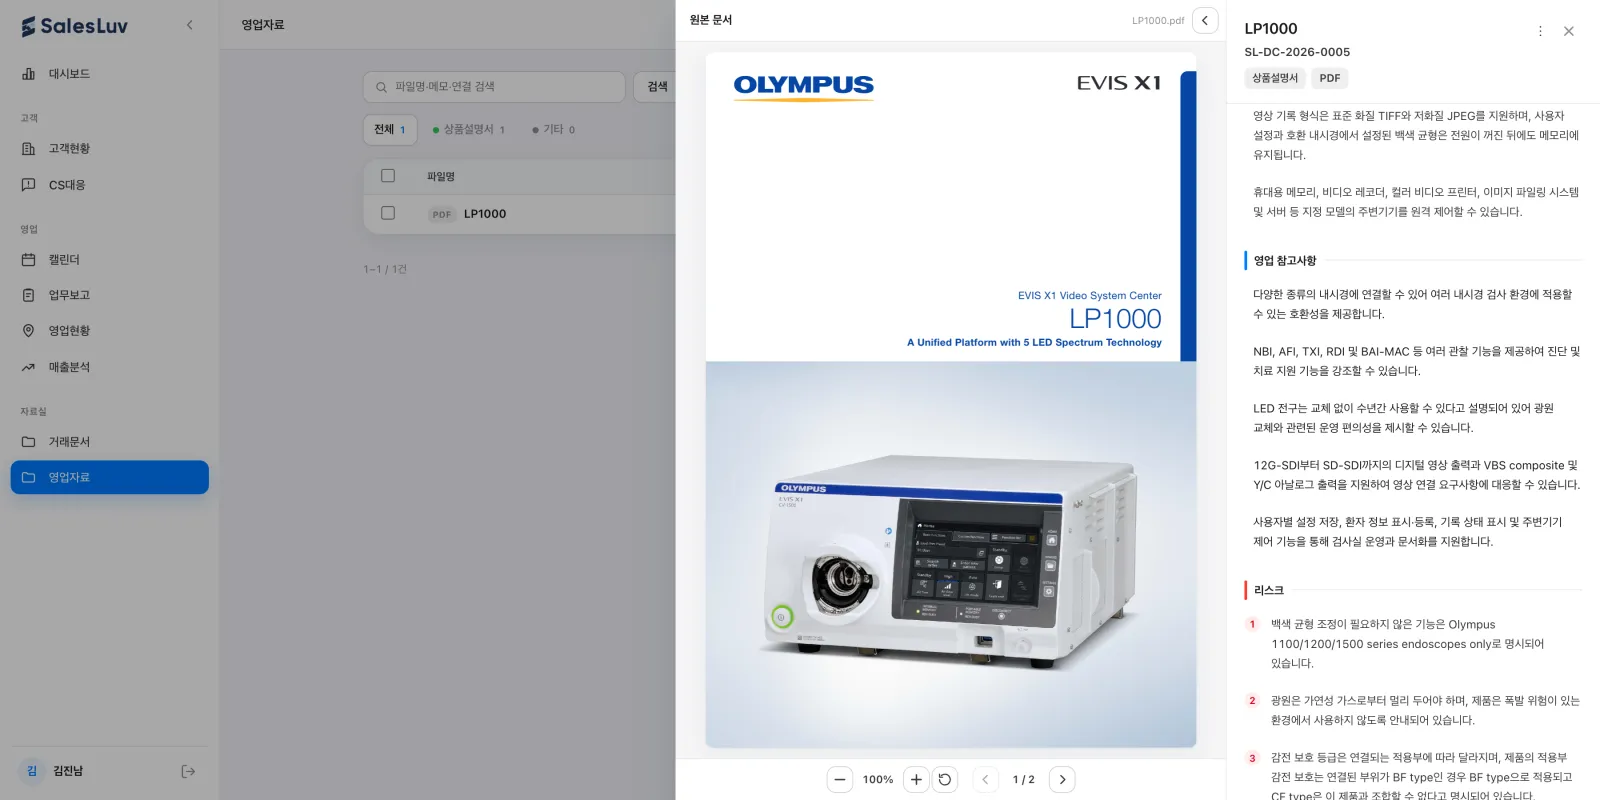 SalesLuv
대시보드
고객
고객현황
CS대응
영업
캘린더
업무보고
영업현황
매출분석
자료실
거래문서
영업자료
김 김진남
영업자료
파일명·메모·연결 검색
검색
전체 1
상품설명서 1
기타 0
파일명
PDF LP1000
1–1 / 1건
원본 문서
LP1000.pdf
OLYMPUS
EVIS X1
EVIS X1 Video System Center
LP1000
A Unified Platform with 5 LED Spectrum Technology
OLYMPUS
EVIS X1
100%
1 / 2
LP1000
SL-DC-2026-0005
상품설명서 PDF
영상 기록 형식은 표준 화질 TIFF와 저화질 JPEG를 지원하며, 사용자
설정과 호환 내시경에서 설정된 백색 균형은 전원이 꺼진 뒤에도 메모리에
유지됩니다.
휴대용 메모리, 비디오 레코더, 컬러 비디오 프린터, 이미지 파일링 시스템
및 서버 등 지정 모델의 주변기기를 원격 제어할 수 있습니다.
영업 참고사항
다양한 종류의 내시경에 연결할 수 있어 여러 내시경 검사 환경에 적용할
수 있는 호환성을 제공합니다.
NBI, AFI, TXI, RDI 및 BAI-MAC 등 여러 관찰 기능을 제공하여 진단 및
치료 지원 기능을 강조할 수 있습니다.
LED 전구는 교체 없이 수년간 사용할 수 있다고 설명되어 있어 광원
교체와 관련된 운영 편의성을 제시할 수 있습니다.
12G-SDI부터 SD-SDI까지의 디지털 영상 출력과 VBS composite 및
Y/C 아날로그 출력을 지원하여 영상 연결 요구사항에 대응할 수 있습니다.
사용자별 설정 저장, 환자 정보 표시·등록, 기록 상태 표시 및 주변기기
제어 기능을 통해 검사실 운영과 문서화를 지원합니다.
리스크
1 백색 균형 조정이 필요하지 않은 기능은 Olympus
1100/1200/1500 series endoscopes only로 명시되어
있습니다.
2 광원은 가연성 가스로부터 멀리 두어야 하며, 제품은 폭발 위험이 있는
환경에서 사용하지 않도록 안내되어 있습니다.
3 감전 보호 등급은 연결되는 적용부에 따라 달라지며, 제품의 적용부
감전 보호는 연결된 부위가 BF type인 경우 BF type으로 적용되고
CF type은 이 제품과 조합할 수 없다고 명시되어 있습니다.